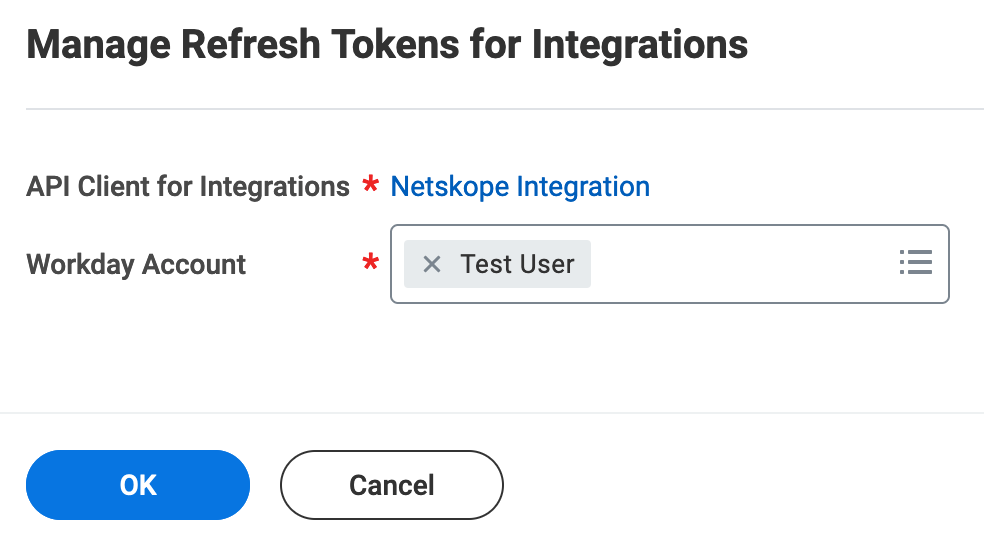 Manage Refresh Tokens for Integrations
API Client for Integrations * Netskope Integration
Workday Account * × Test User
OK Cancel